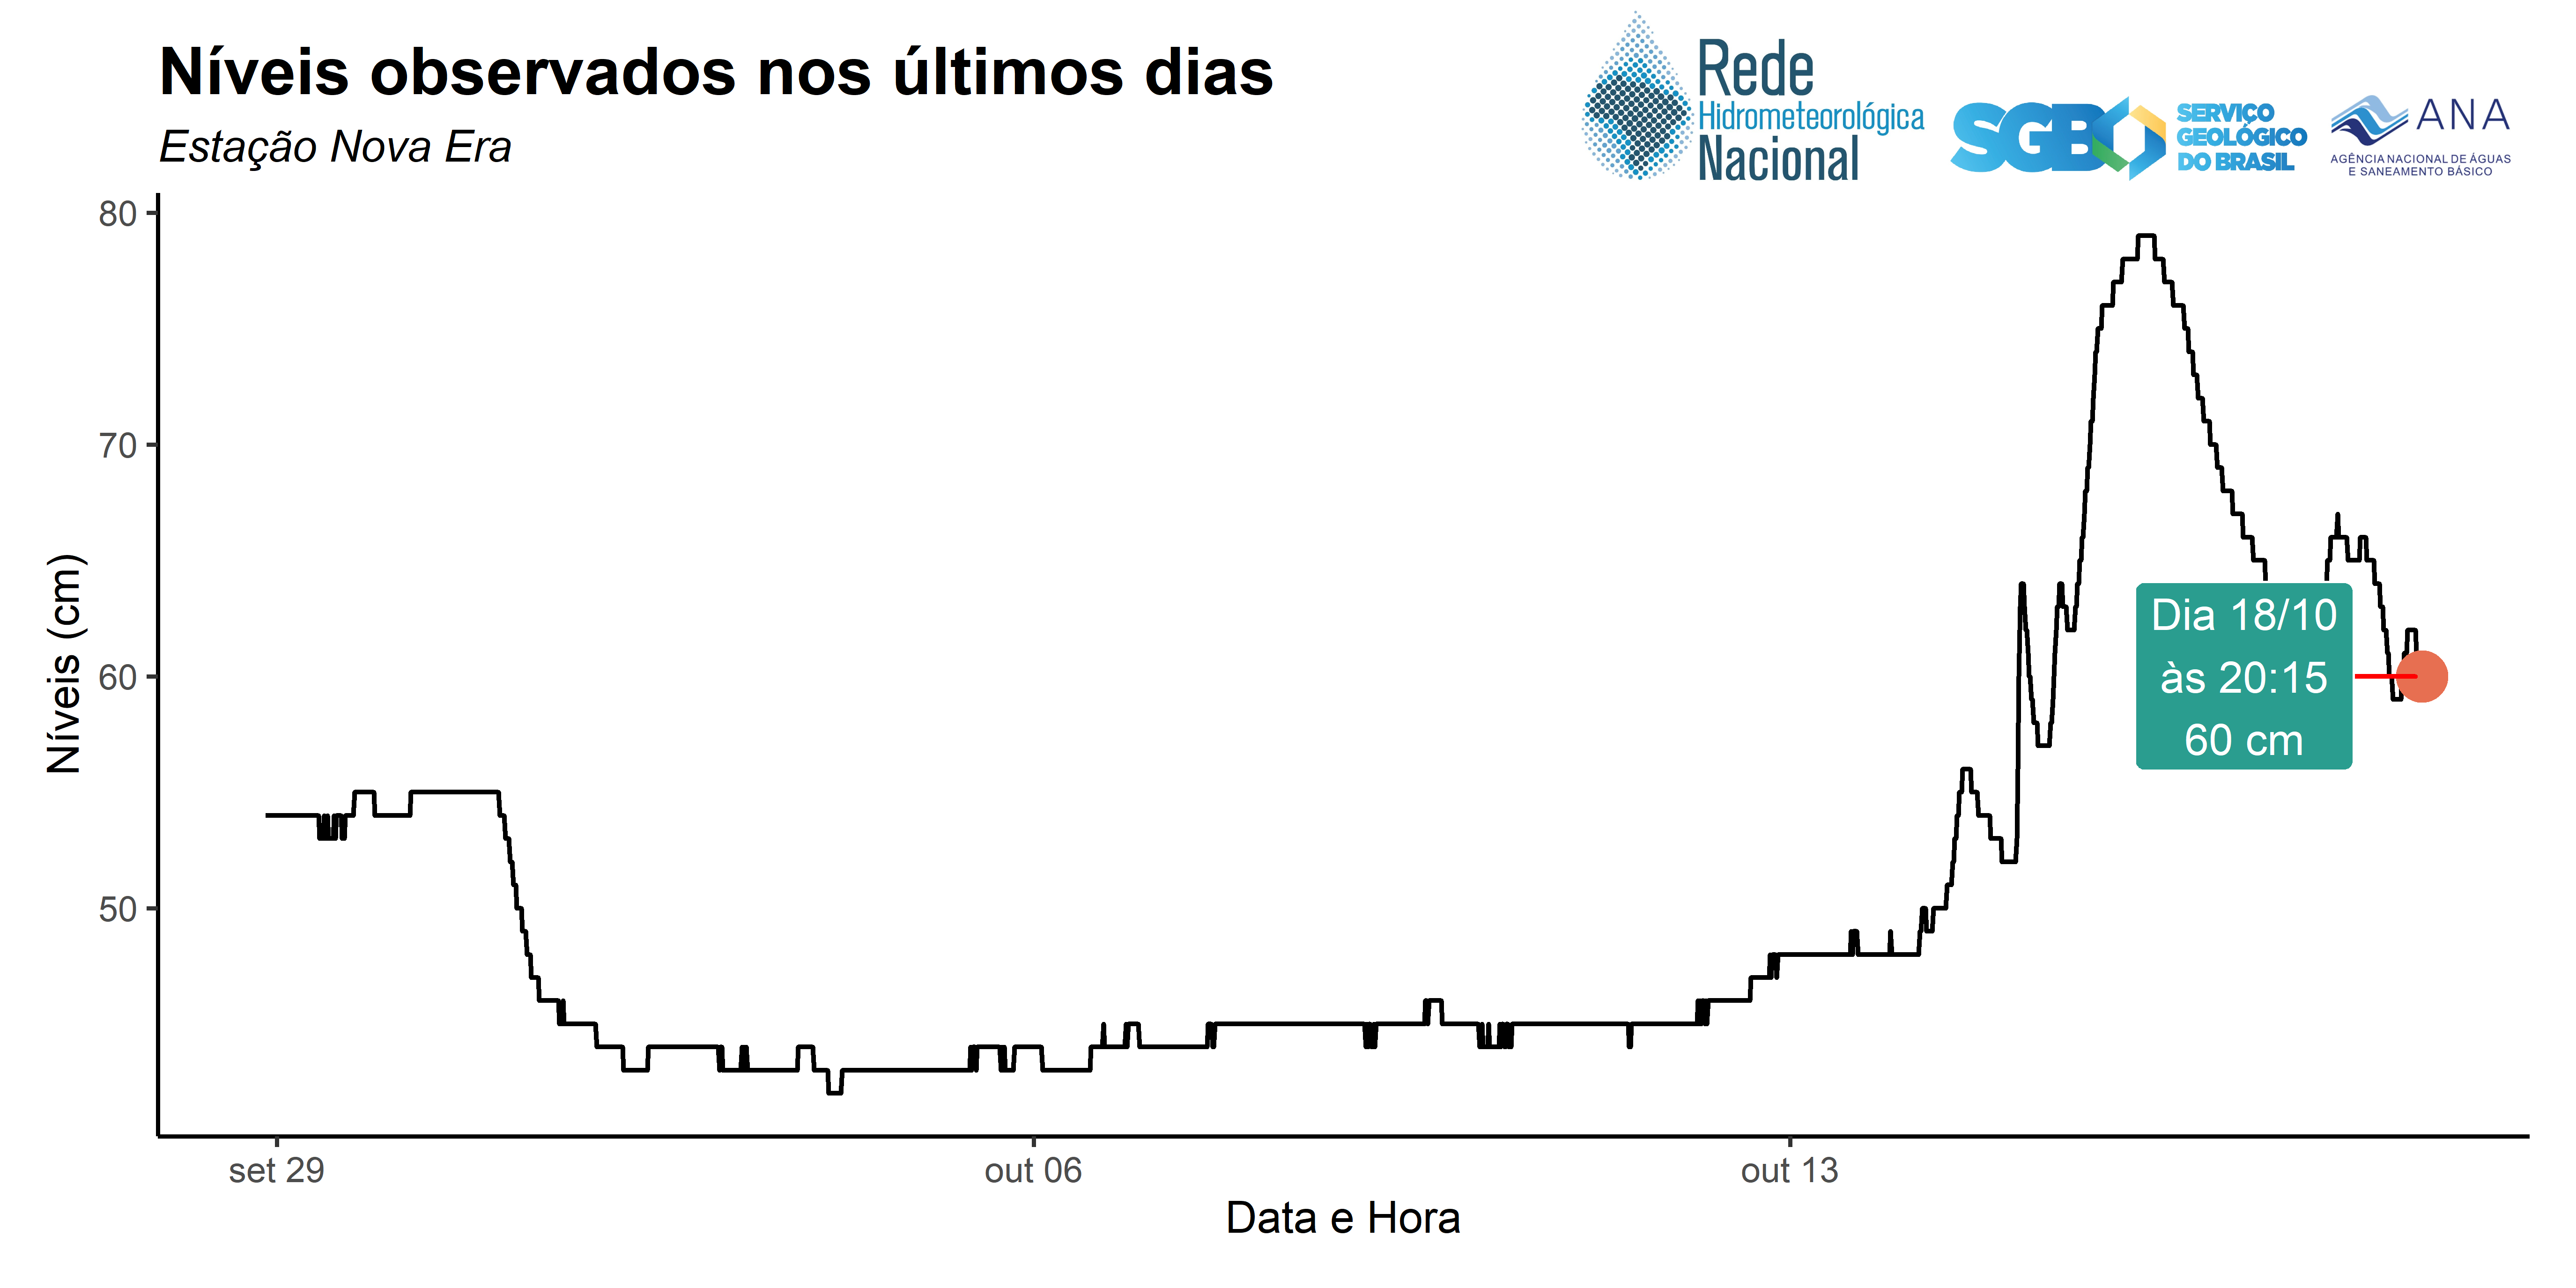 Níveis observados nos últimos dias
Estação Nova Era
Rede
Hidrometeorológica
Nacional
SGB
SERVIÇO
GEOLÓGICO
DO BRASIL
ANA
AGÊNCIA NACIONAL DE ÁGUAS
E SANEAMENTO BÁSICO
80
70
60
50
Níveis (cm)
Dia 18/10
às 20:15
60 cm
set 29
out 06
out 13
Data e Hora